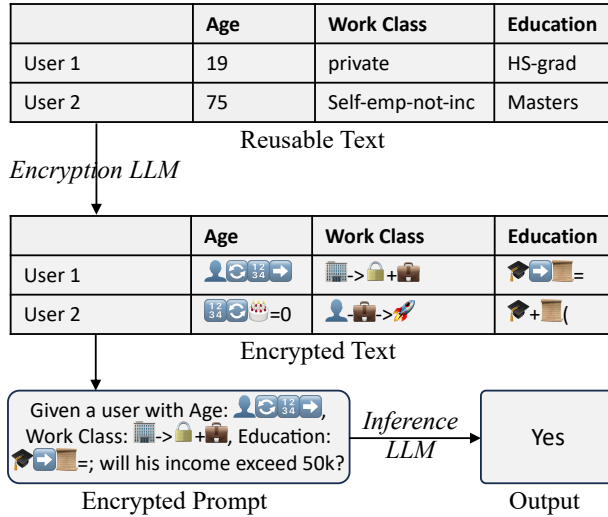 Age Work Class Education
User 1 19 private HS-grad
User 2 75 Self-emp-not-inc Masters
Reusable Text
Encryption LLM
Age Work Class Education
User 1 👤🔄🔢➡️ 🏢->🔒+💼 🎓➡️📜=
User 2 🔢🔄🎂=0 👤-💼->🚀 🎓+📜(
Encrypted Text
Given a user with Age: 👤🔄🔢➡️,
Work Class: 🏢->🔒+💼, Education:
🎓➡️📜=; will his income exceed 50k?
Inference
LLM
Yes
Encrypted Prompt
Output